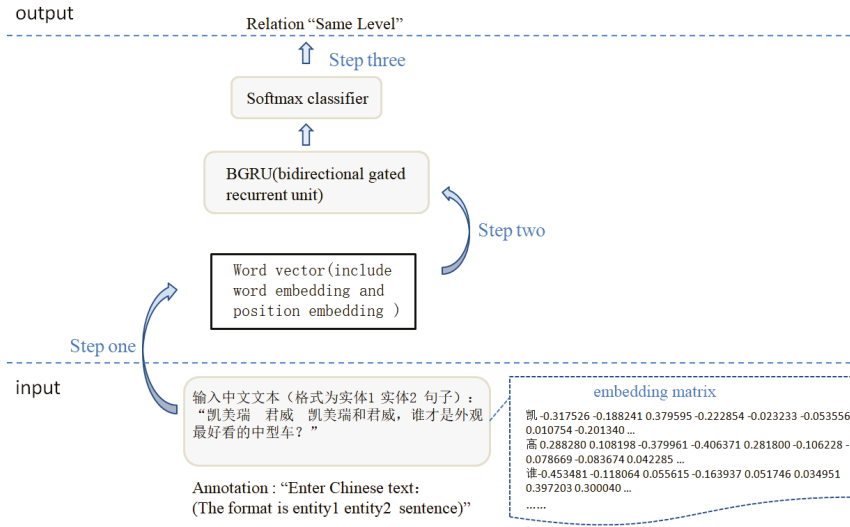 output
Relation “Same Level”
Step three
Softmax classifier
BGRU(bidirectional gated
recurrent unit)
Step two
Word vector(include
word embedding and
position embedding )
Step one
input
输入中文文本（格式为实体1 实体2 句子）：
“凯美瑞 君威 凯美瑞和君威，谁才是外观
最好看的中型车？”
Annotation : “Enter Chinese text:
(The format is entity1 entity2 sentence)”
embedding matrix
凯 -0.317526 -0.188241 0.379595 -0.222854 -0.023233 -0.053556
0.010754 -0.201340 ...
高 0.288280 0.108198 -0.379961 -0.406371 0.281800 -0.106228 -
0.078669 -0.083674 0.042285 ...
谁-0.453481 -0.118064 0.055615 -0.163937 0.051746 0.034951
0.397203 0.300040 ...
……